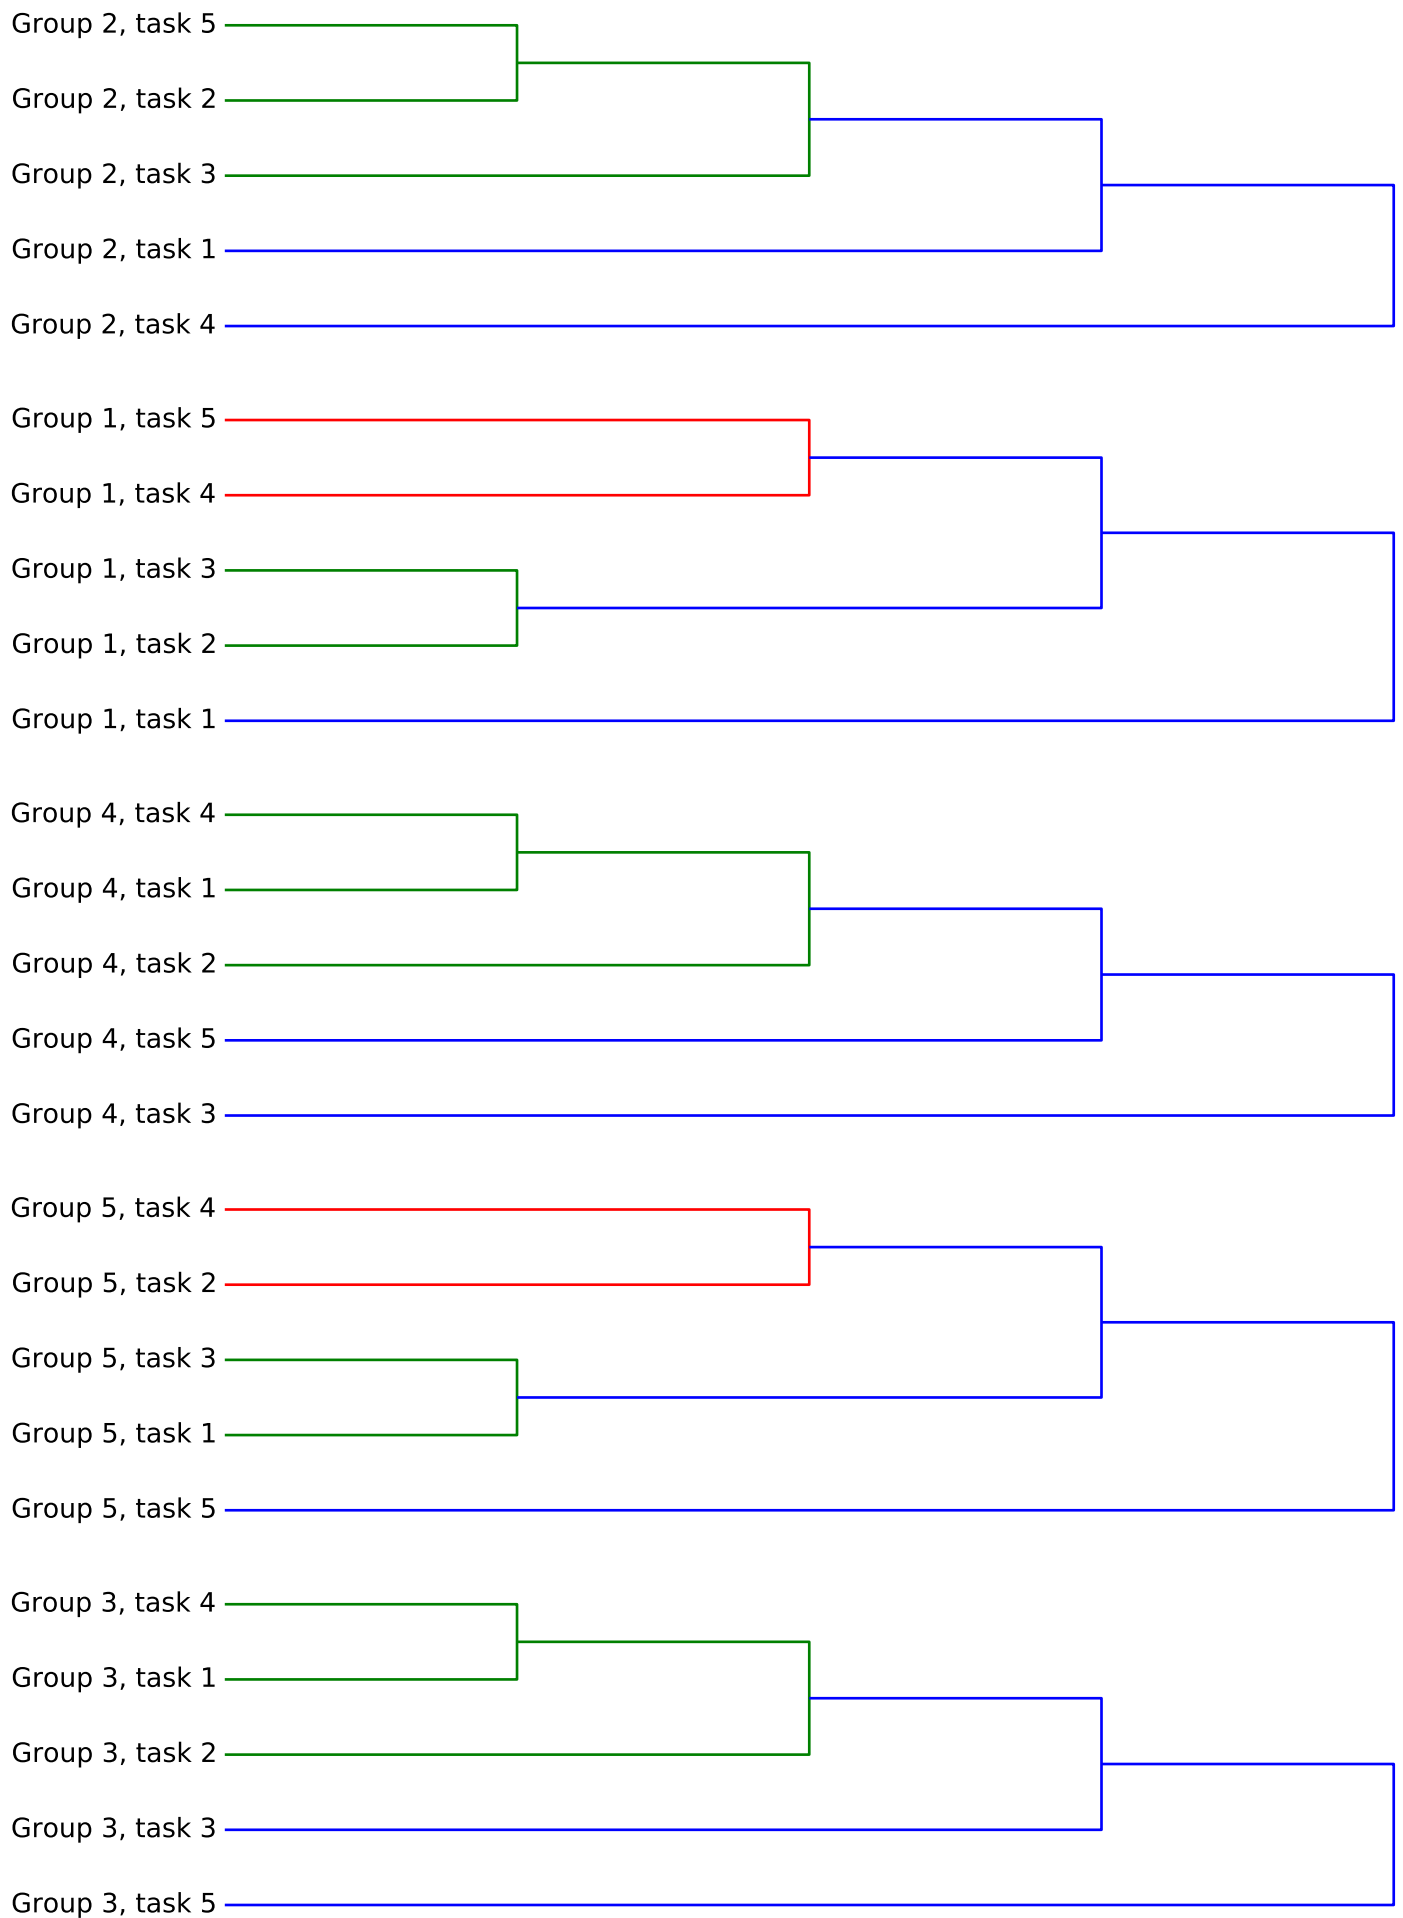 Group 2, task 5
Group 2, task 2
Group 2, task 3
Group 2, task 1
Group 2, task 4
Group 1, task 5
Group 1, task 4
Group 1, task 3
Group 1, task 2
Group 1, task 1
Group 4, task 4
Group 4, task 1
Group 4, task 2
Group 4, task 5
Group 4, task 3
Group 5, task 4
Group 5, task 2
Group 5, task 3
Group 5, task 1
Group 5, task 5
Group 3, task 4
Group 3, task 1
Group 3, task 2
Group 3, task 3
Group 3, task 5